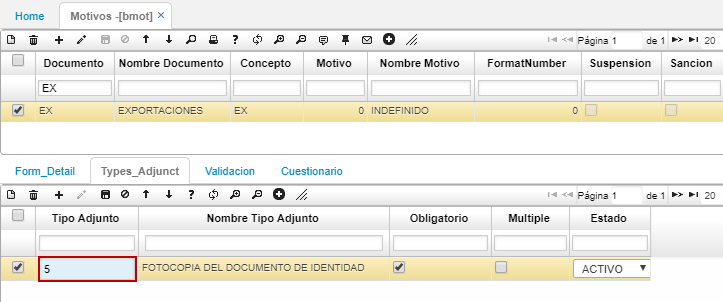 Home Motivos -[bmot] ×
Página 1 de 1 20
Documento Nombre Documento Concepto Motivo Nombre Motivo FormatNumber Suspension Sancion
EX
EX EXPORTACIONES EX 0 INDEFINIDO 0
Form_Detail Types_Adjunct Validacion Cuestionario
Página 1 de 1 20
Tipo Adjunto Nombre Tipo Adjunto Obligatorio Multiple Estado
5 FOTOCOPIA DEL DOCUMENTO DE IDENTIDAD ACTIVO